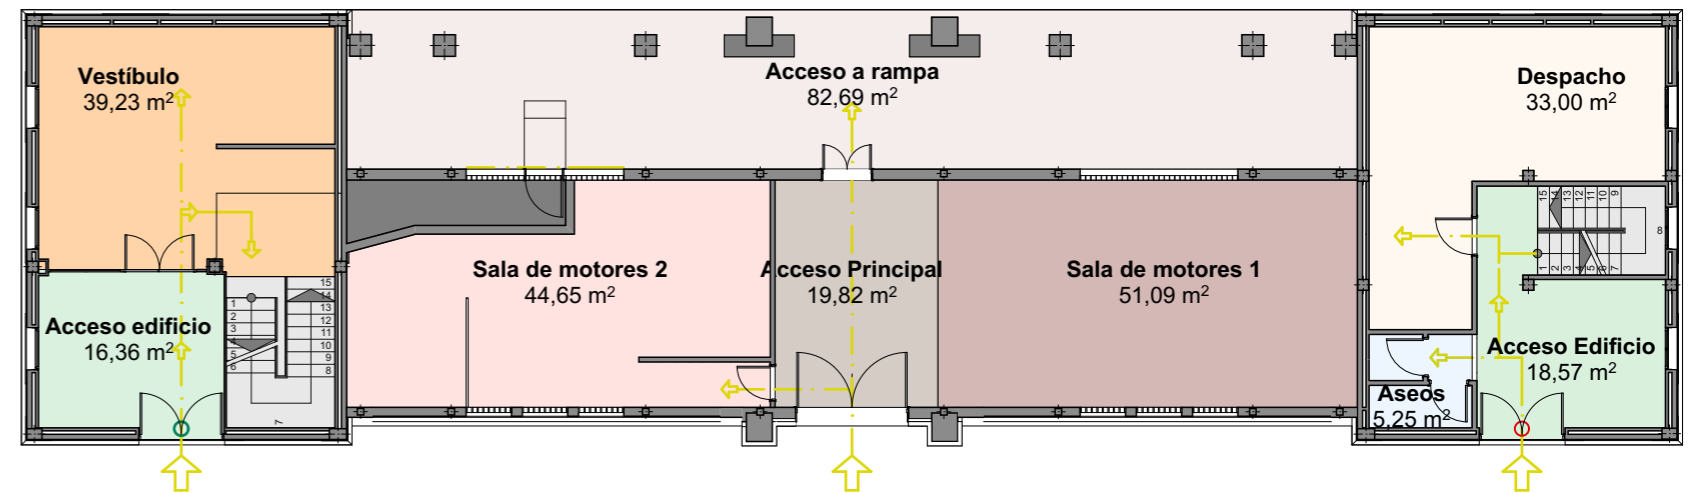 Vestíbulo
39,23 m²
Acceso a rampa
82,69 m²
Despacho
33,00 m²
Sala de motores 2
44,65 m²
Acceso Principal
19,82 m²
Sala de motores 1
51,09 m²
Acceso edificio
16,36 m²
Acceso Edificio
18,57 m²
Aseos
5,25 m²
1
2
3
4
5
6
7
8
9
10
11
12
13
14
15
1
2
3
4
5
6
7
8
9
10
11
12
13
14
15